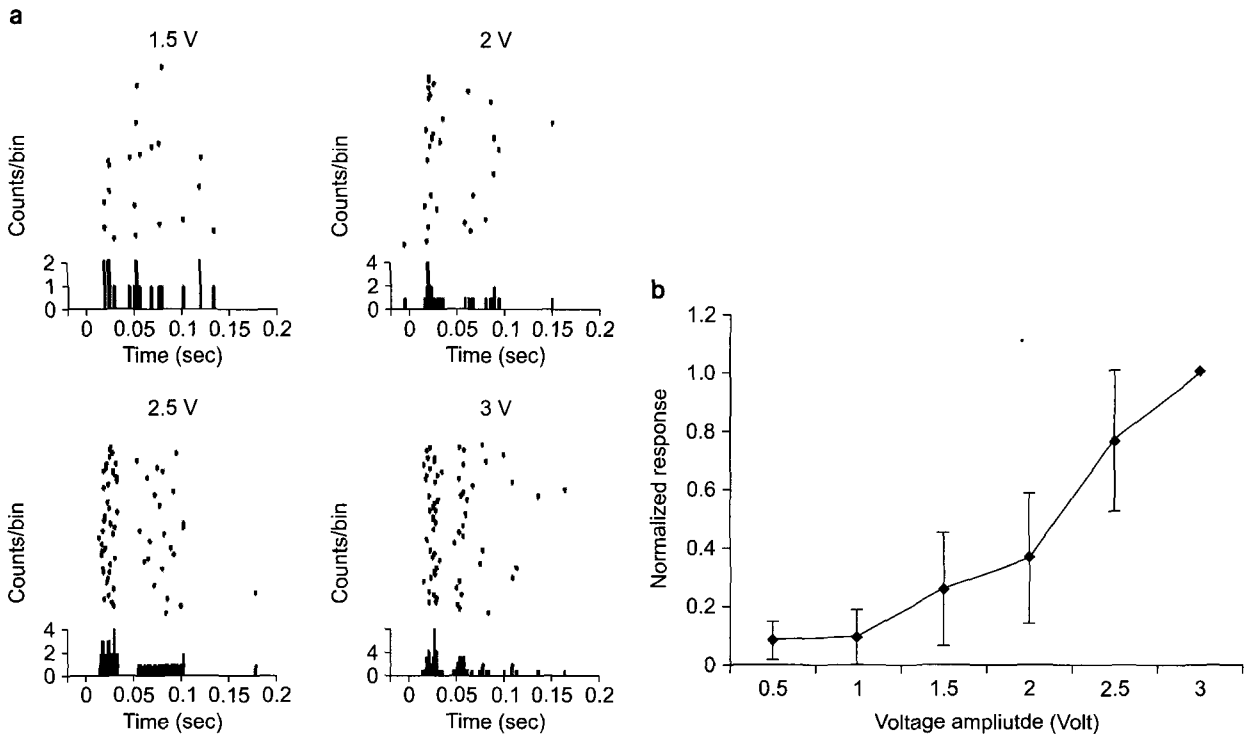 a
1.5 V
Counts/bin
2
1
0
0 0.05 0.1 0.15 0.2
Time (sec)
2 V
Counts/bin
4
2
0
0 0.05 0.1 0.15 0.2
Time (sec)
2.5 V
Counts/bin
4
2
0
0 0.05 0.1 0.15 0.2
Time (sec)
3 V
Counts/bin
4
2
0
0 0.05 0.1 0.15 0.2
Time (sec)
b
Normalized response
1.2
1.0
0.8
0.6
0.4
0.2
0
0.5 1 1.5 2 2.5 3
Voltage ampliutde (Volt)